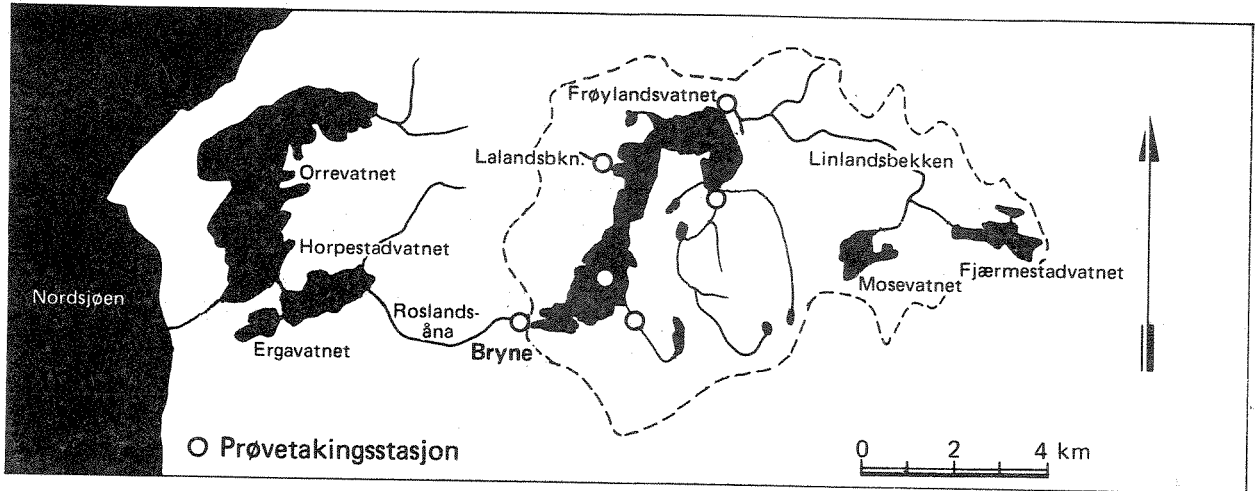 Frøylandsvatnet
Lalandsbkn.
Linlandsbekken
Orrevatnet
Horpestadvatnet
Nordsjøen
Roslands-
åna
Mosevatnet
Fjærmestadvatnet
Ergavatnet
Bryne
O Prøvetakingsstasjon
0 2 4 km